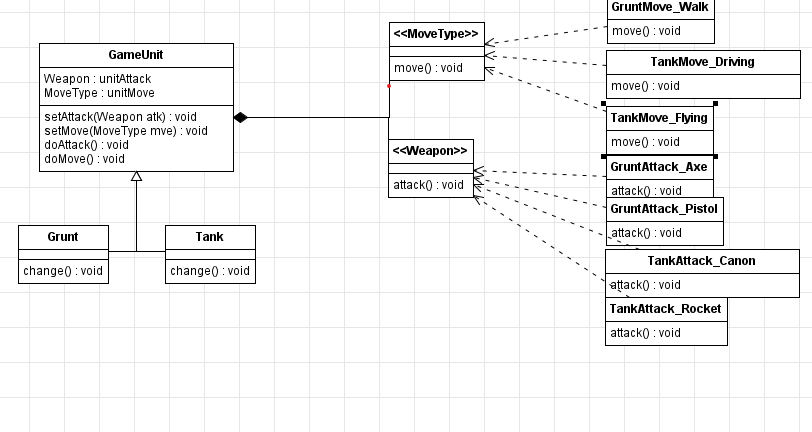 GameUnit
Weapon : unitAttack
MoveType : unitMove
setAttack(Weapon atk) : void
setMove(MoveType mve) : void
doAttack() : void
doMove() : void
Grunt
change() : void
Tank
change() : void
<<MoveType>>
move() : void
<<Weapon>>
attack() : void
GruntMove_Walk
move() : void
TankMove_Driving
move() : void
TankMove_Flying
move() : void
GruntAttack_Axe
attack() : void
GruntAttack_Pistol
attack() : void
TankAttack_Canon
attack() : void
TankAttack_Rocket
attack() : void